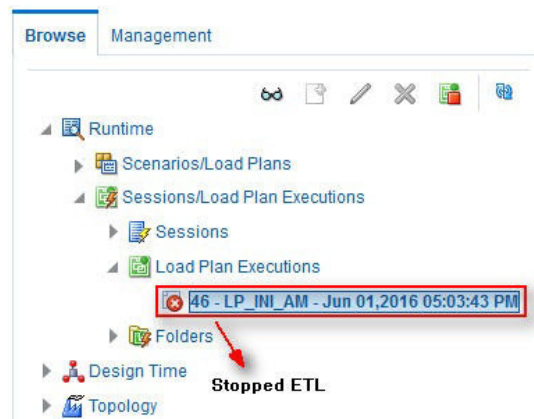 Browse Management
Runtime
Scenarios/Load Plans
Sessions/Load Plan Executions
Sessions
Load Plan Executions
46 - LP_INI_AM - Jun 01,2016 05:03:43 PM
Folders
Design Time
Stopped ETL
Topology